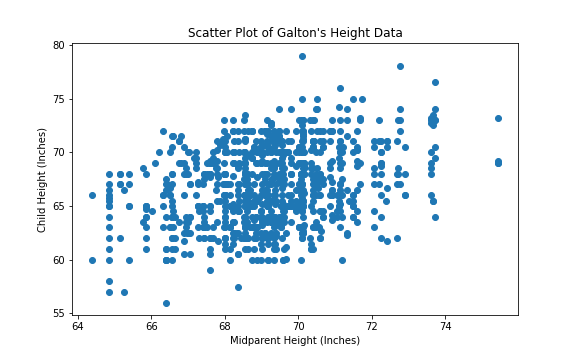 Scatter Plot of Galton's Height Data
80
75
70
65
60
55
Child Height (Inches)
64 66 68 70 72 74
Midparent Height (Inches)